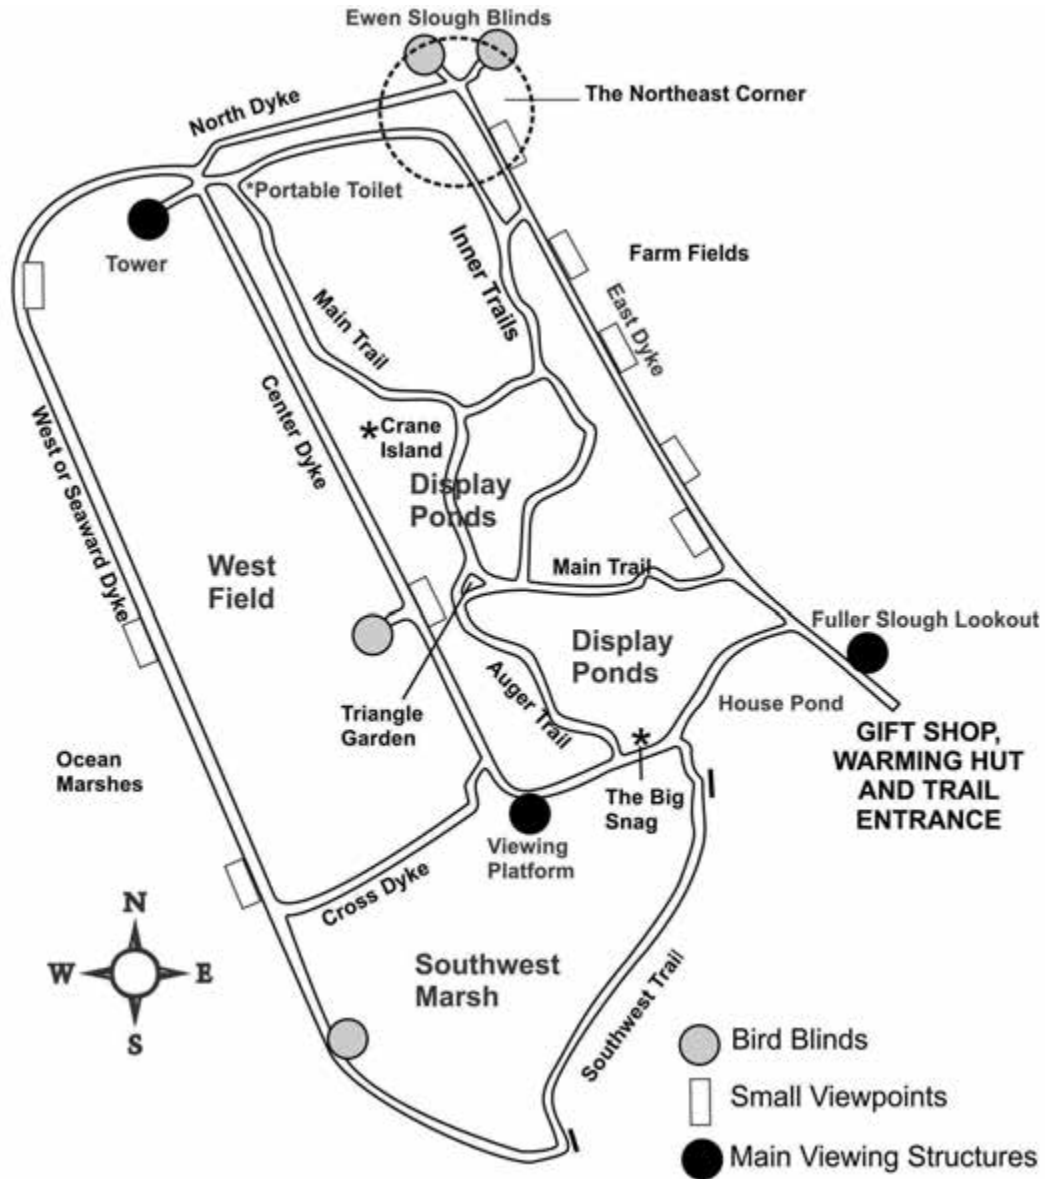 Ewen Slough Blinds
The Northeast Corner
North Dyke
*Portable Toilet
Tower
Inner Trails
Farm Fields
Main Trail
East Dyke
Center Dyke
West or Seaward Dyke
* Crane
Island
Display
Ponds
West
Field
Main Trail
Fuller Slough Lookout
Display
Ponds
Auger Trail
House Pond
Triangle
Garden
*
GIFT SHOP,
WARMING HUT
AND TRAIL
ENTRANCE
Ocean
Marshes
The Big
Snag
Viewing
Platform
Cross Dyke
N
W
E
S
Southwest
Marsh
Southwest Trail
Bird Blinds
Small Viewpoints
Main Viewing Structures